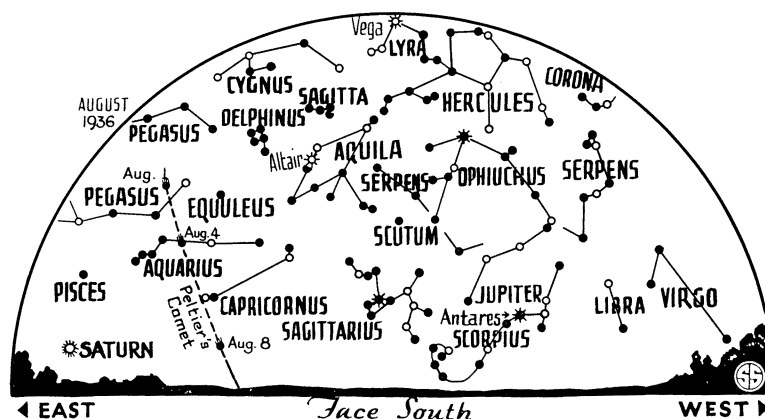 Vega
LYRA
CYGNUS
CORONA
SAGITTA
HERCULES
AUGUST
1936
PEGASUS
DELPHINUS
Altair
AQUILA
SERPENS
OPHIUCHUS
SERPENS
Aug.
PEGASUS
EQUULEUS
SCUTUM
Aug. 4
AQUARIUS
PISCES
Peltier's
Comet
CAPRICORNUS
SAGITTARIUS
JUPITER
Antares
SCORPIUS
LIBRA
VIRGO
SATURN
Aug. 8
SS
EAST
Face South
WEST